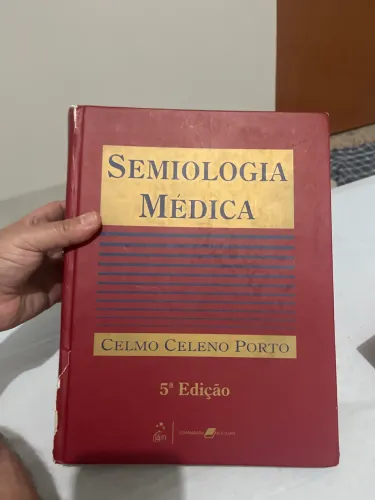 SEMIOLOGIA
MÉDICA
CELMO CELENO PORTO
5ª Edição